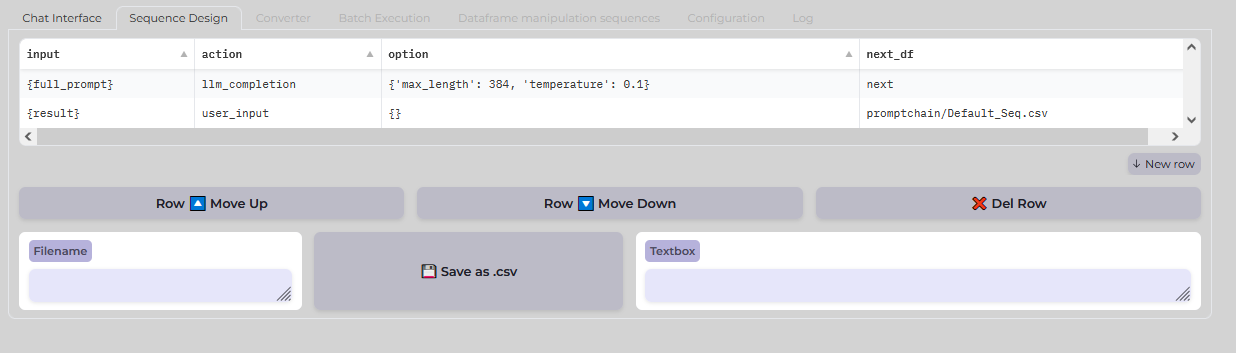 Chat Interface Sequence Design Converter Batch Execution Dataframe manipulation sequences Configuration Log
input action option next_df
{full_prompt} llm_completion {'max_length': 384, 'temperature': 0.1} next
{result} user_input {} promptchain/Default_Seq.csv
↓ New row
Row 🔼 Move Up Row 🔽 Move Down ❌ Del Row
Filename 💾 Save as .csv Textbox